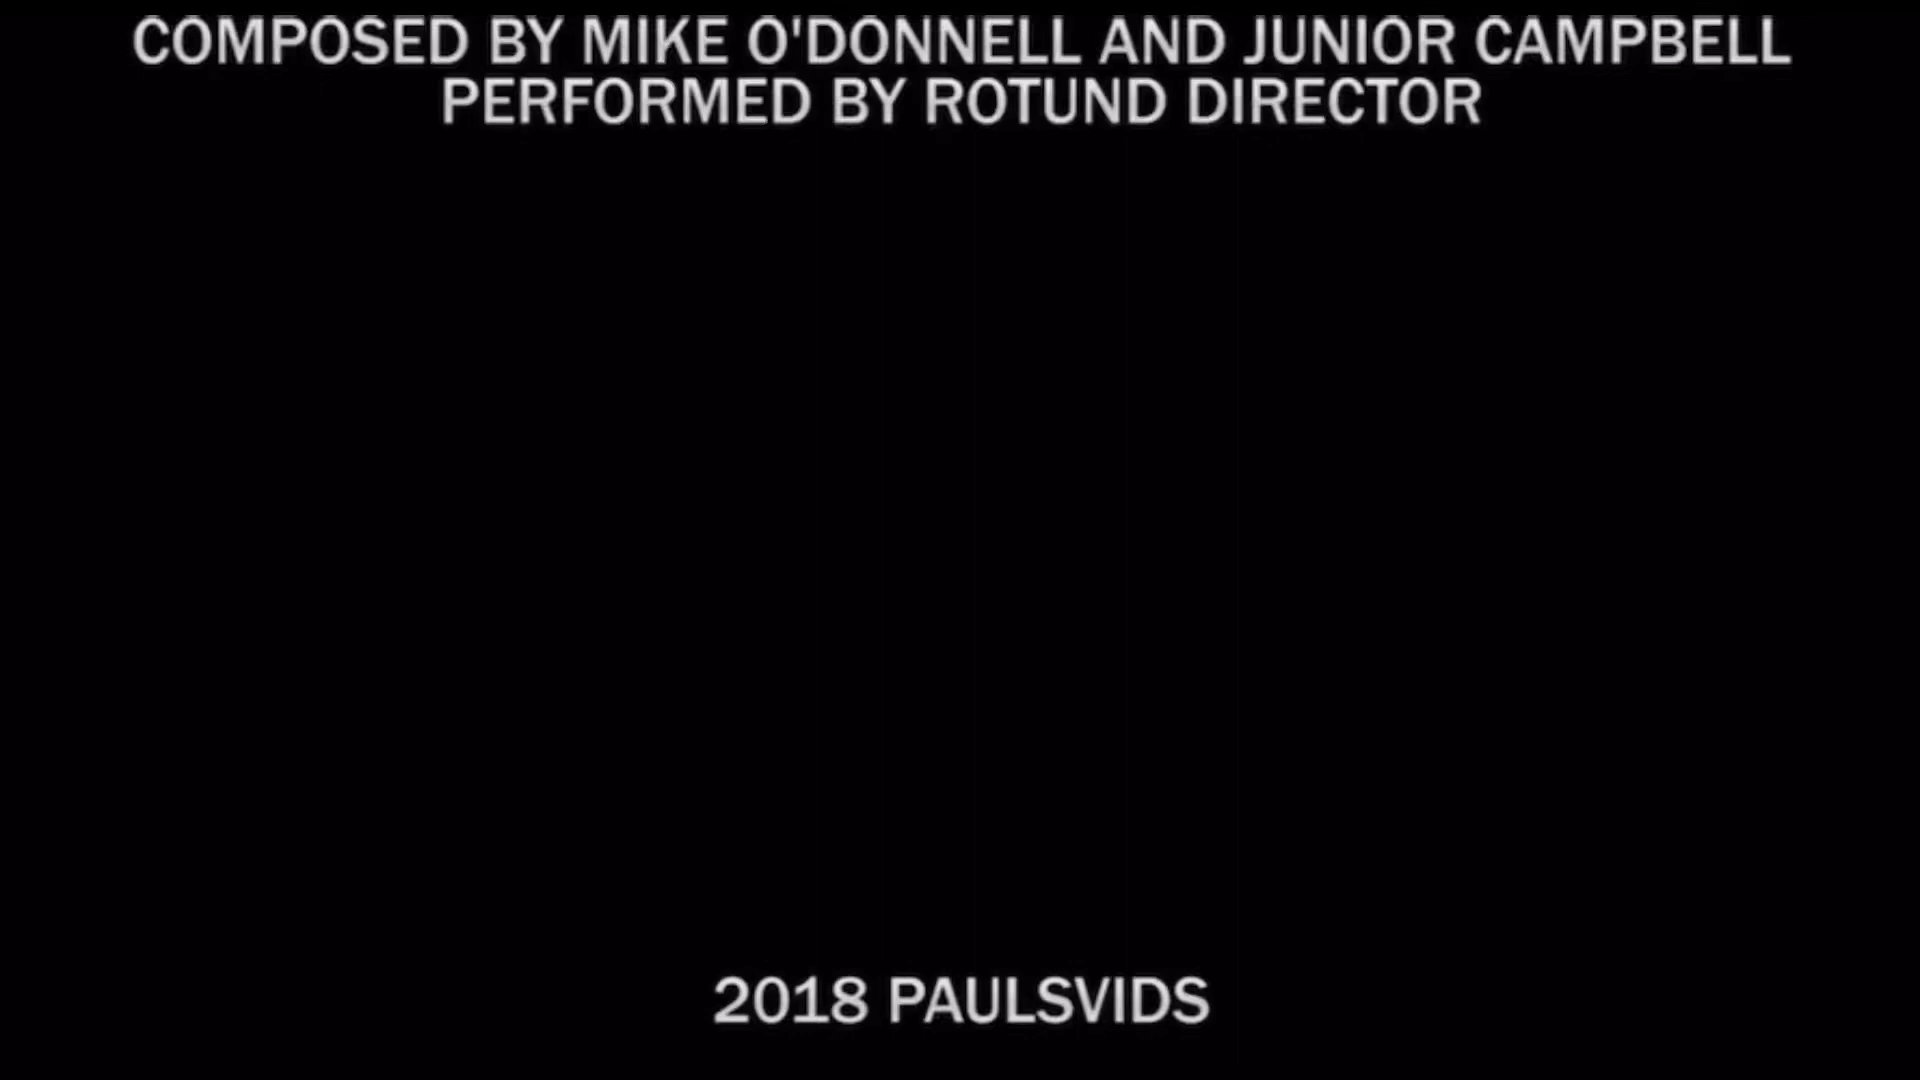 COMPOSED BY MIKE O'DONNELL AND JUNIOR CAMPBELL
PERFORMED BY ROTUND DIRECTOR
2018 PAULSVIDS